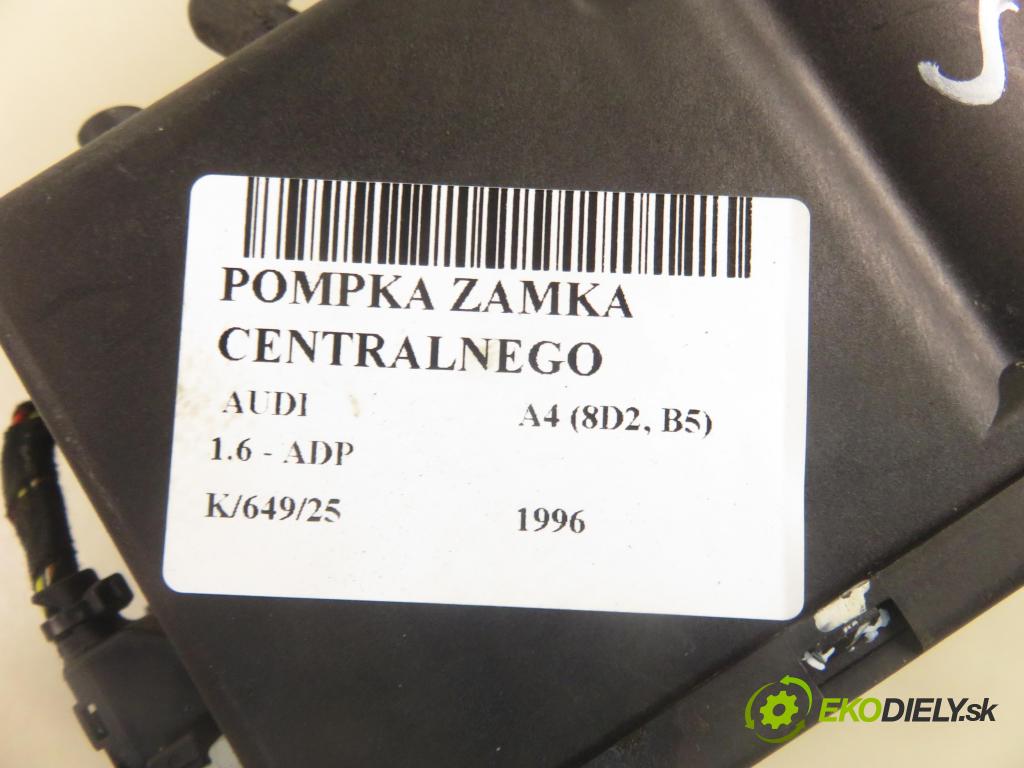 POMPKA ZAMKA
CENTRALNEGO
AUDI A4 (8D2, B5)
1.6 - ADP
K/649/25 1996
EKODIELY.sk